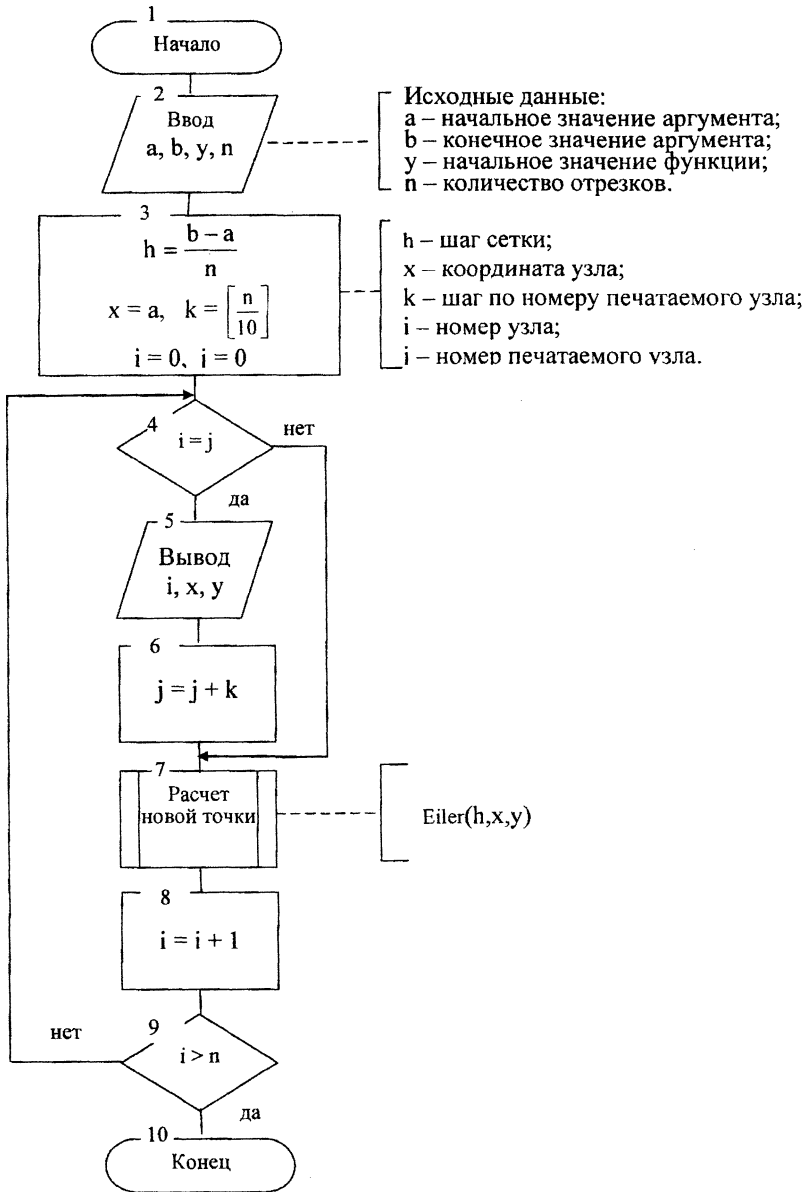 1
Начало
2
Ввод
a, b, y, n
Исходные данные:
a – начальное значение аргумента;
b – конечное значение аргумента;
y – начальное значение функции;
n – количество отрезков.
3
h = b – a
n
x = a, k = [ n
10 ]
i = 0, j = 0
h – шаг сетки;
x – координата узла;
k – шаг по номеру печатаемого узла;
i – номер узла;
j – номер печатаемого узла.
4
i = j
нет
да
5
Вывод
i, x, y
6
j = j + k
7
Расчет
новой точки
Eiler(h,x,y)
8
i = i + 1
9
нет
i > n
да
10
Конец